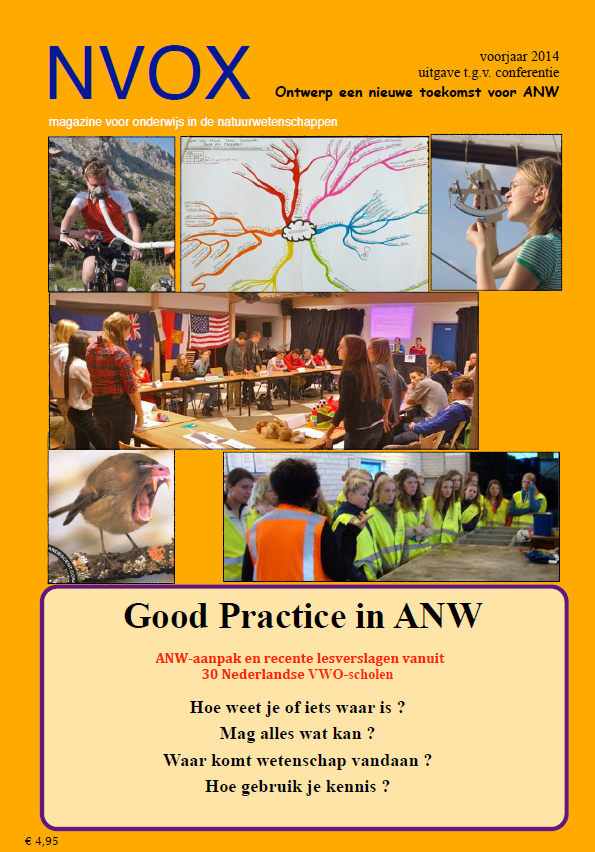 NVOX
voorjaar 2014
uitgave t.g.v. conferentie
Ontwerp een nieuwe toekomst voor ANW
magazine voor onderwijs in de natuurwetenschappen
Good Practice in ANW
ANW-aanpak en recente lesverslagen vanuit
30 Nederlandse VWO-scholen
Hoe weet je of iets waar is ?
Mag alles wat kan ?
Waar komt wetenschap vandaan ?
Hoe gebruik je kennis ?
€ 4,95